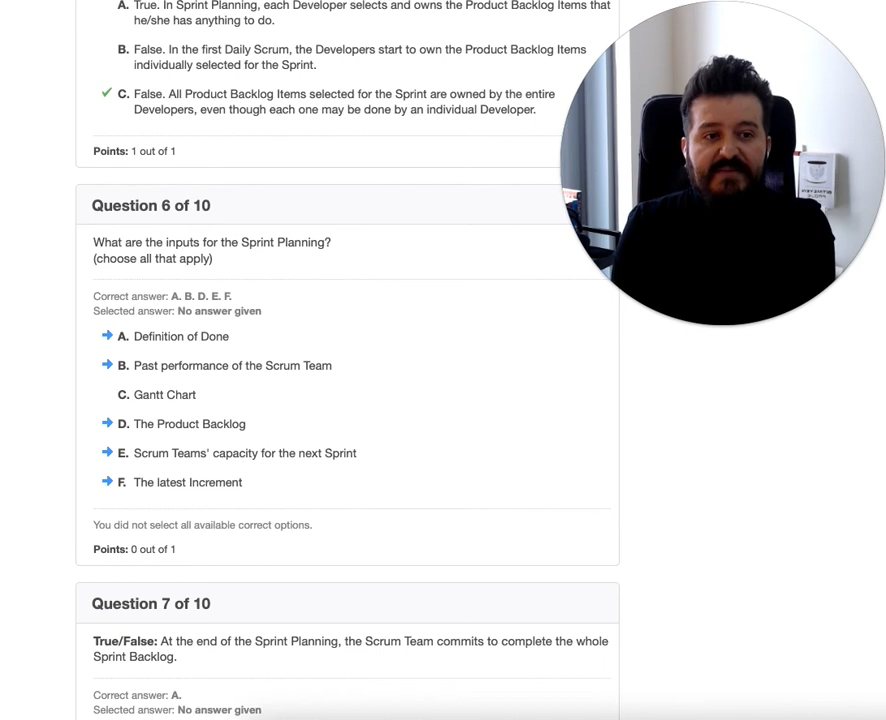 A. True. In Sprint Planning, each Developer selects and owns the Product Backlog Items that
he/she has anything to do.
B. False. In the first Daily Scrum, the Developers start to own the Product Backlog Items
individually selected for the Sprint.
C. False. All Product Backlog Items selected for the Sprint are owned by the entire
Developers, even though each one may be done by an individual Developer.
Points: 1 out of 1
Question 6 of 10
What are the inputs for the Sprint Planning?
(choose all that apply)
Correct answer: A. B. D. E. F.
Selected answer: No answer given
A. Definition of Done
B. Past performance of the Scrum Team
C. Gantt Chart
D. The Product Backlog
E. Scrum Teams' capacity for the next Sprint
F. The latest Increment
You did not select all available correct options.
Points: 0 out of 1
Question 7 of 10
True/False: At the end of the Sprint Planning, the Scrum Team commits to complete the whole
Sprint Backlog.
Correct answer: A.
Selected answer: No answer given